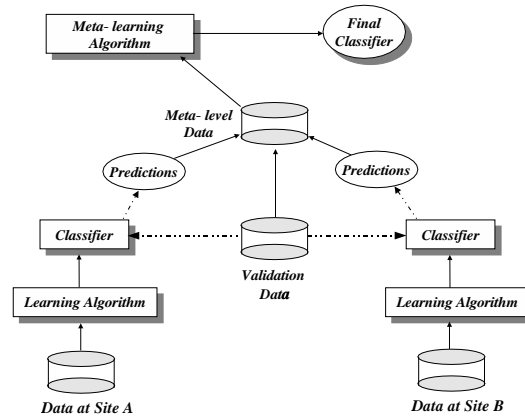 Meta- learning
Algorithm
Final
Classifier
Meta- level
Data
Predictions
Predictions
Classifier
Classifier
Validation
Data
Learning Algorithm
Learning Algorithm
Data at Site A
Data at Site B